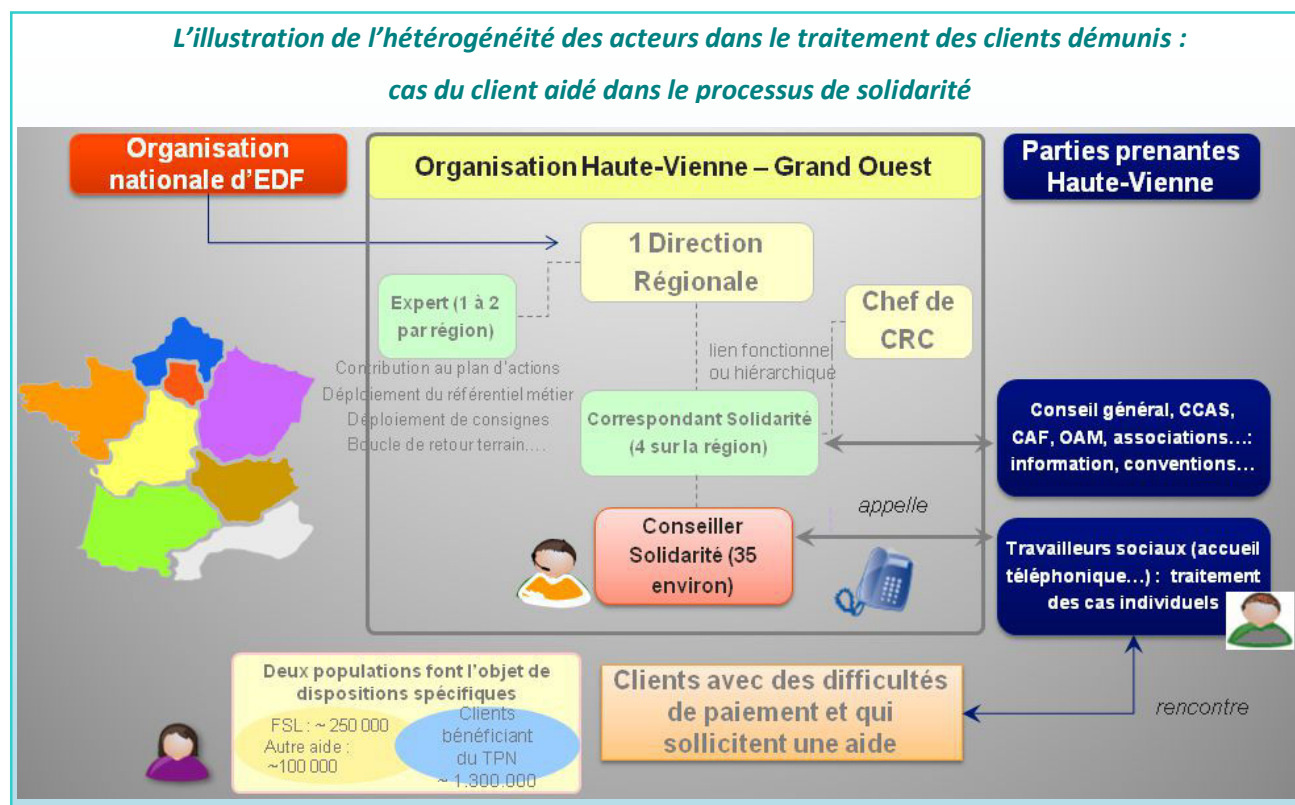 L'illustration de l'hétérogénéité des acteurs dans le traitement des clients démunis :
cas du client aidé dans le processus de solidarité
Organisation
nationale d'EDF
Organisation Haute-Vienne – Grand Ouest
Parties prenantes
Haute-Vienne
1 Direction
Régionale
Expert (1 à 2
par région)
Chef de
CRC
Contribution au plan d'actions
Déploiement du référentiel métier
Déploiement de consignes
Boucle de retour terrain....
lien fonctionne
ou hiérarchique
Correspondant Solidarité
(4 sur la région)
Conseil général, CCAS,
CAF, OAM, associations...:
information, conventions...
appelle
Conseiller
Solidarité (35
environ)
Travailleurs sociaux (accueil
téléphonique...) : traitement
des cas individuels
Deux populations font l'objet de
dispositions spécifiques
FSL : ~ 250 000
Autre aide :
~100 000
Clients
bénéficiant
du TPN
~ 1.300.000
Clients avec des difficultés
de paiement et qui
sollicitent une aide
rencontre